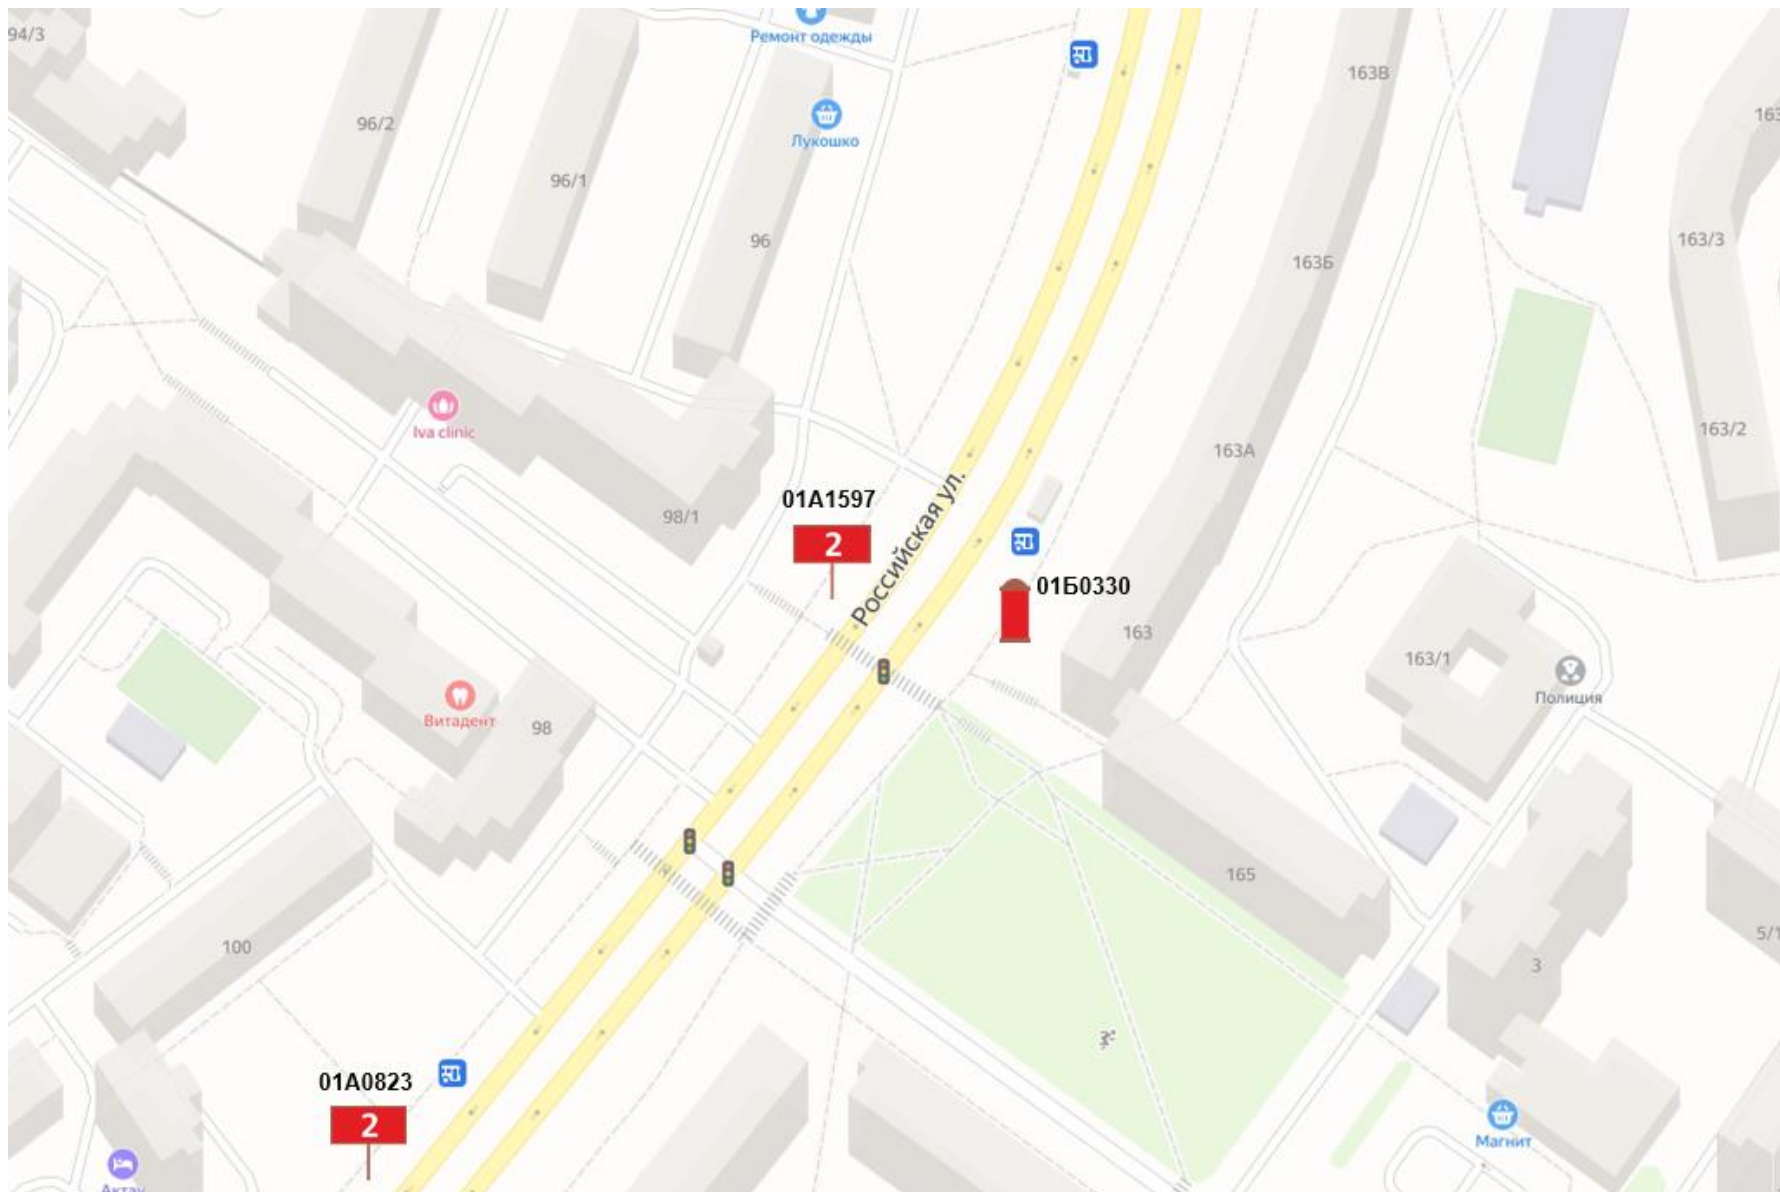 94/3
Ремонт одежды
163В
96/2
Лукошко
163
96/1
96
163/3
163Б
Iva clinic
163/2
163А
01А1597
98/1
2
Российская ул.
01Б0330
163
163/1
Полиция
Витадент
98
165
5/1
100
3
01А0823
2
Магнит
Актау